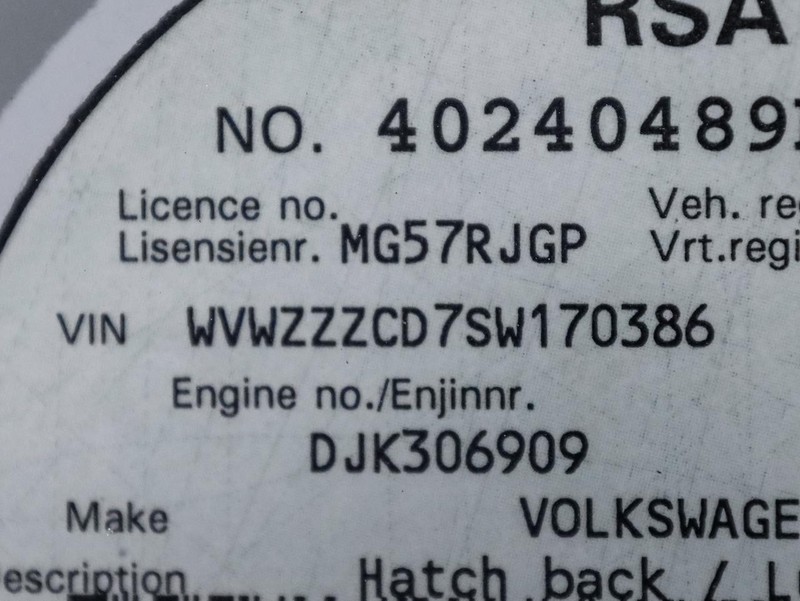 RSA
NO. 40240489
Licence no. Veh. re
Lisensienr. MG57RJGP Vrt.regi
VIN WVWZZZCD7SW170386
Engine no./Enjinnr.
DJK306909
Make VOLKSWAGE
escription Hatch back / L